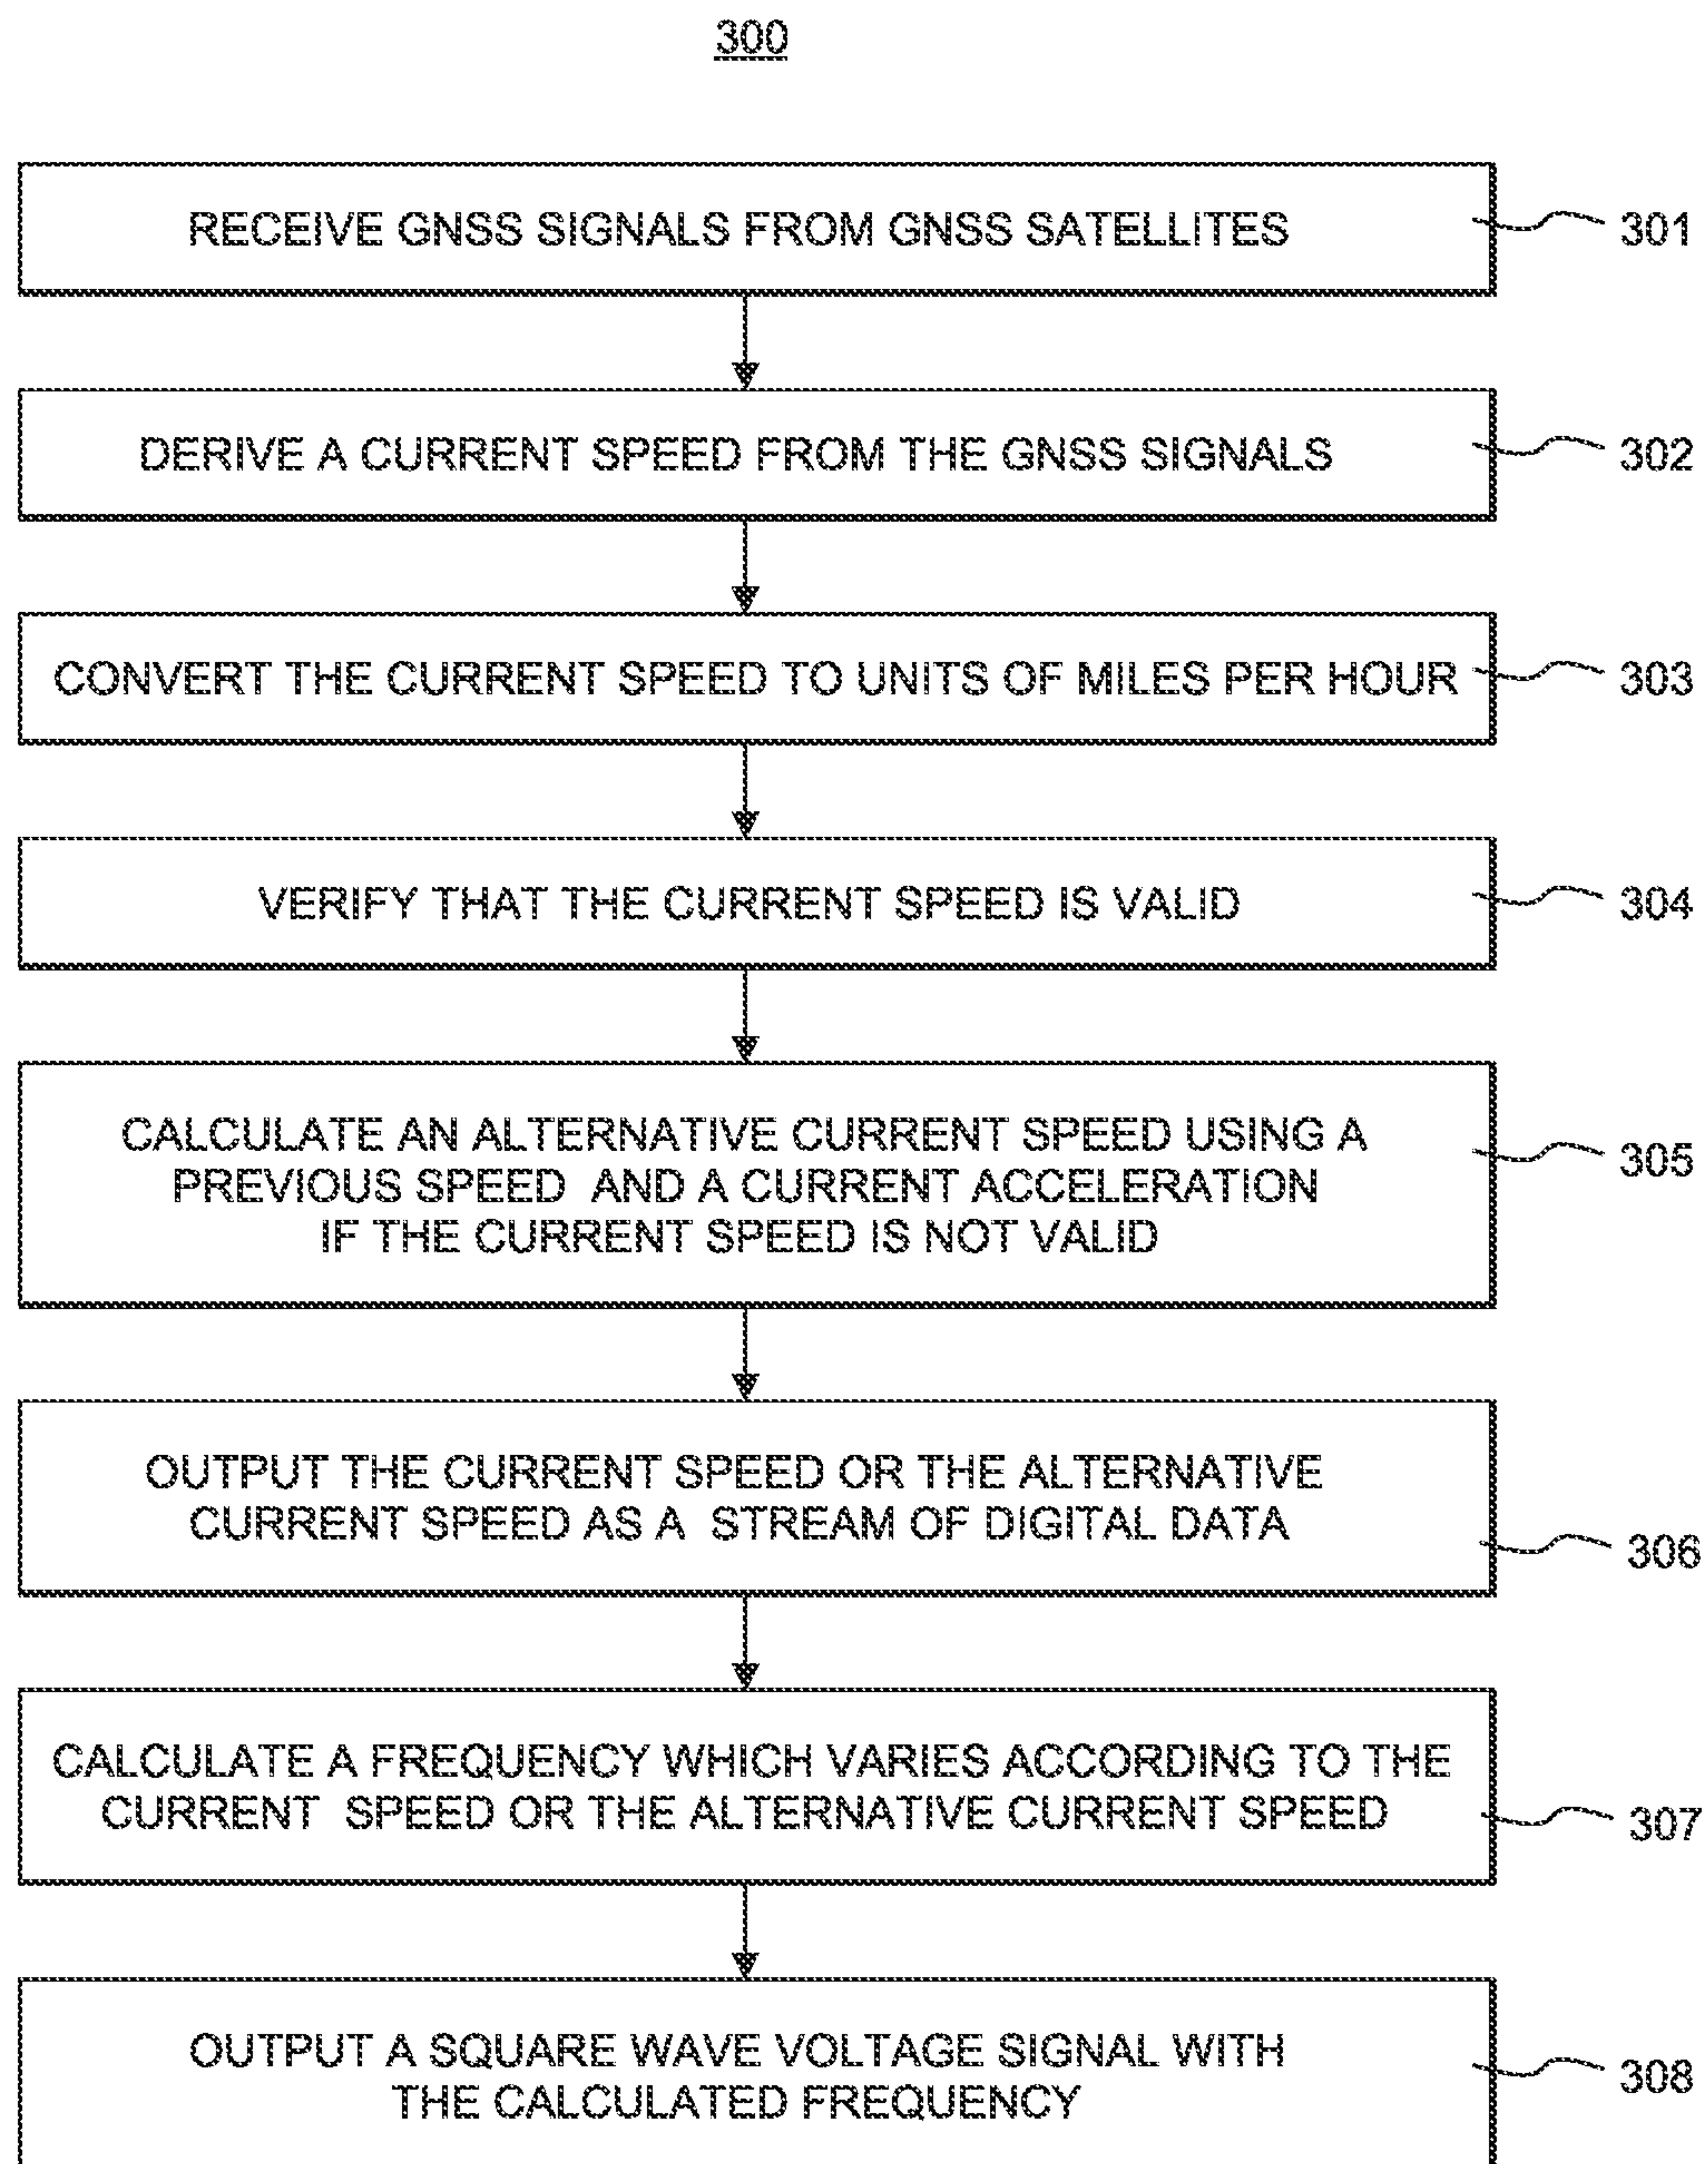 300
RECEIVE GNSS SIGNALS FROM GNSS SATELLITES
301
DERIVE A CURRENT SPEED FROM THE GNSS SIGNALS
302
CONVERT THE CURRENT SPEED TO UNITS OF MILES PER HOUR
303
VERIFY THAT THE CURRENT SPEED IS VALID
304
CALCULATE AN ALTERNATIVE CURRENT SPEED USING A
PREVIOUS SPEED AND A CURRENT ACCELERATION
IF THE CURRENT SPEED IS NOT VALID
305
OUTPUT THE CURRENT SPEED OR THE ALTERNATIVE
CURRENT SPEED AS A STREAM OF DIGITAL DATA
306
CALCULATE A FREQUENCY WHICH VARIES ACCORDING TO THE
CURRENT SPEED OR THE ALTERNATIVE CURRENT SPEED
307
OUTPUT A SQUARE WAVE VOLTAGE SIGNAL WITH
THE CALCULATED FREQUENCY
308